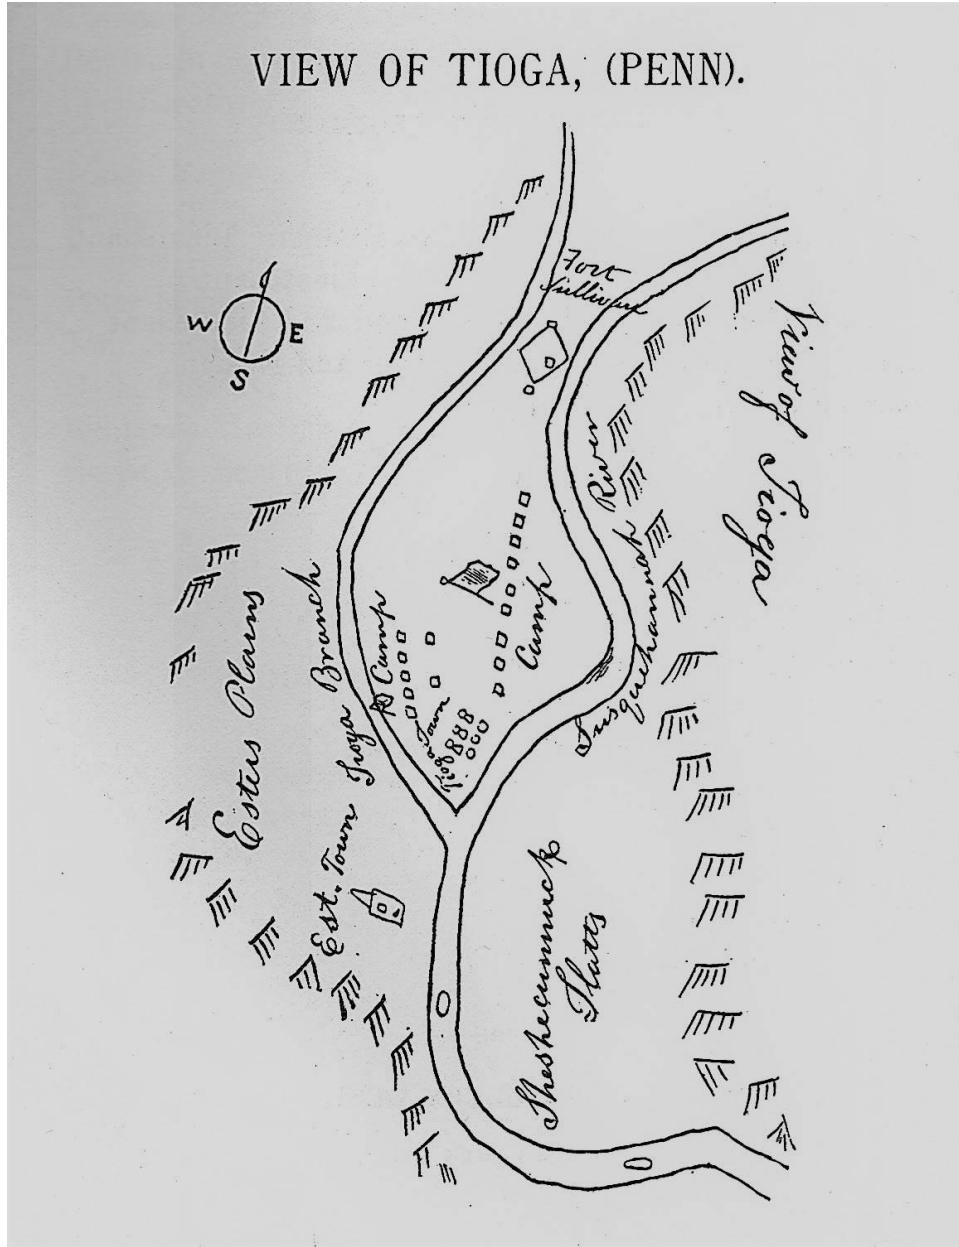 VIEW OF TIOGA, (PENN).
Fort
Sullivan
W
E
S
View of Tioga
Susquehannah River
Camp
Camp
Tioga Town
Tioga Branch
Esters Plains
Est. Town
Sheshecunnuck
Flatts